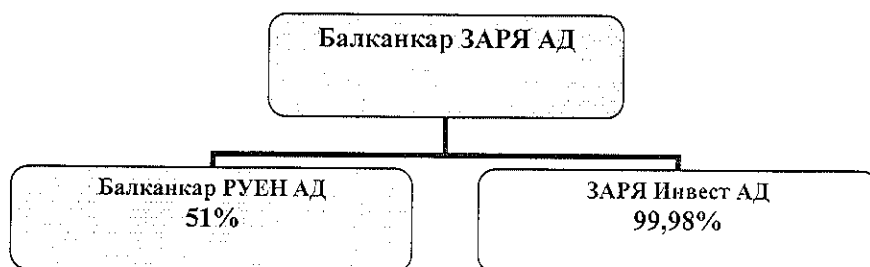 Балканкар ЗАРЯ АД
Балканкар РУЕН АД
51%
ЗАРЯ Инвест АД
99,98%